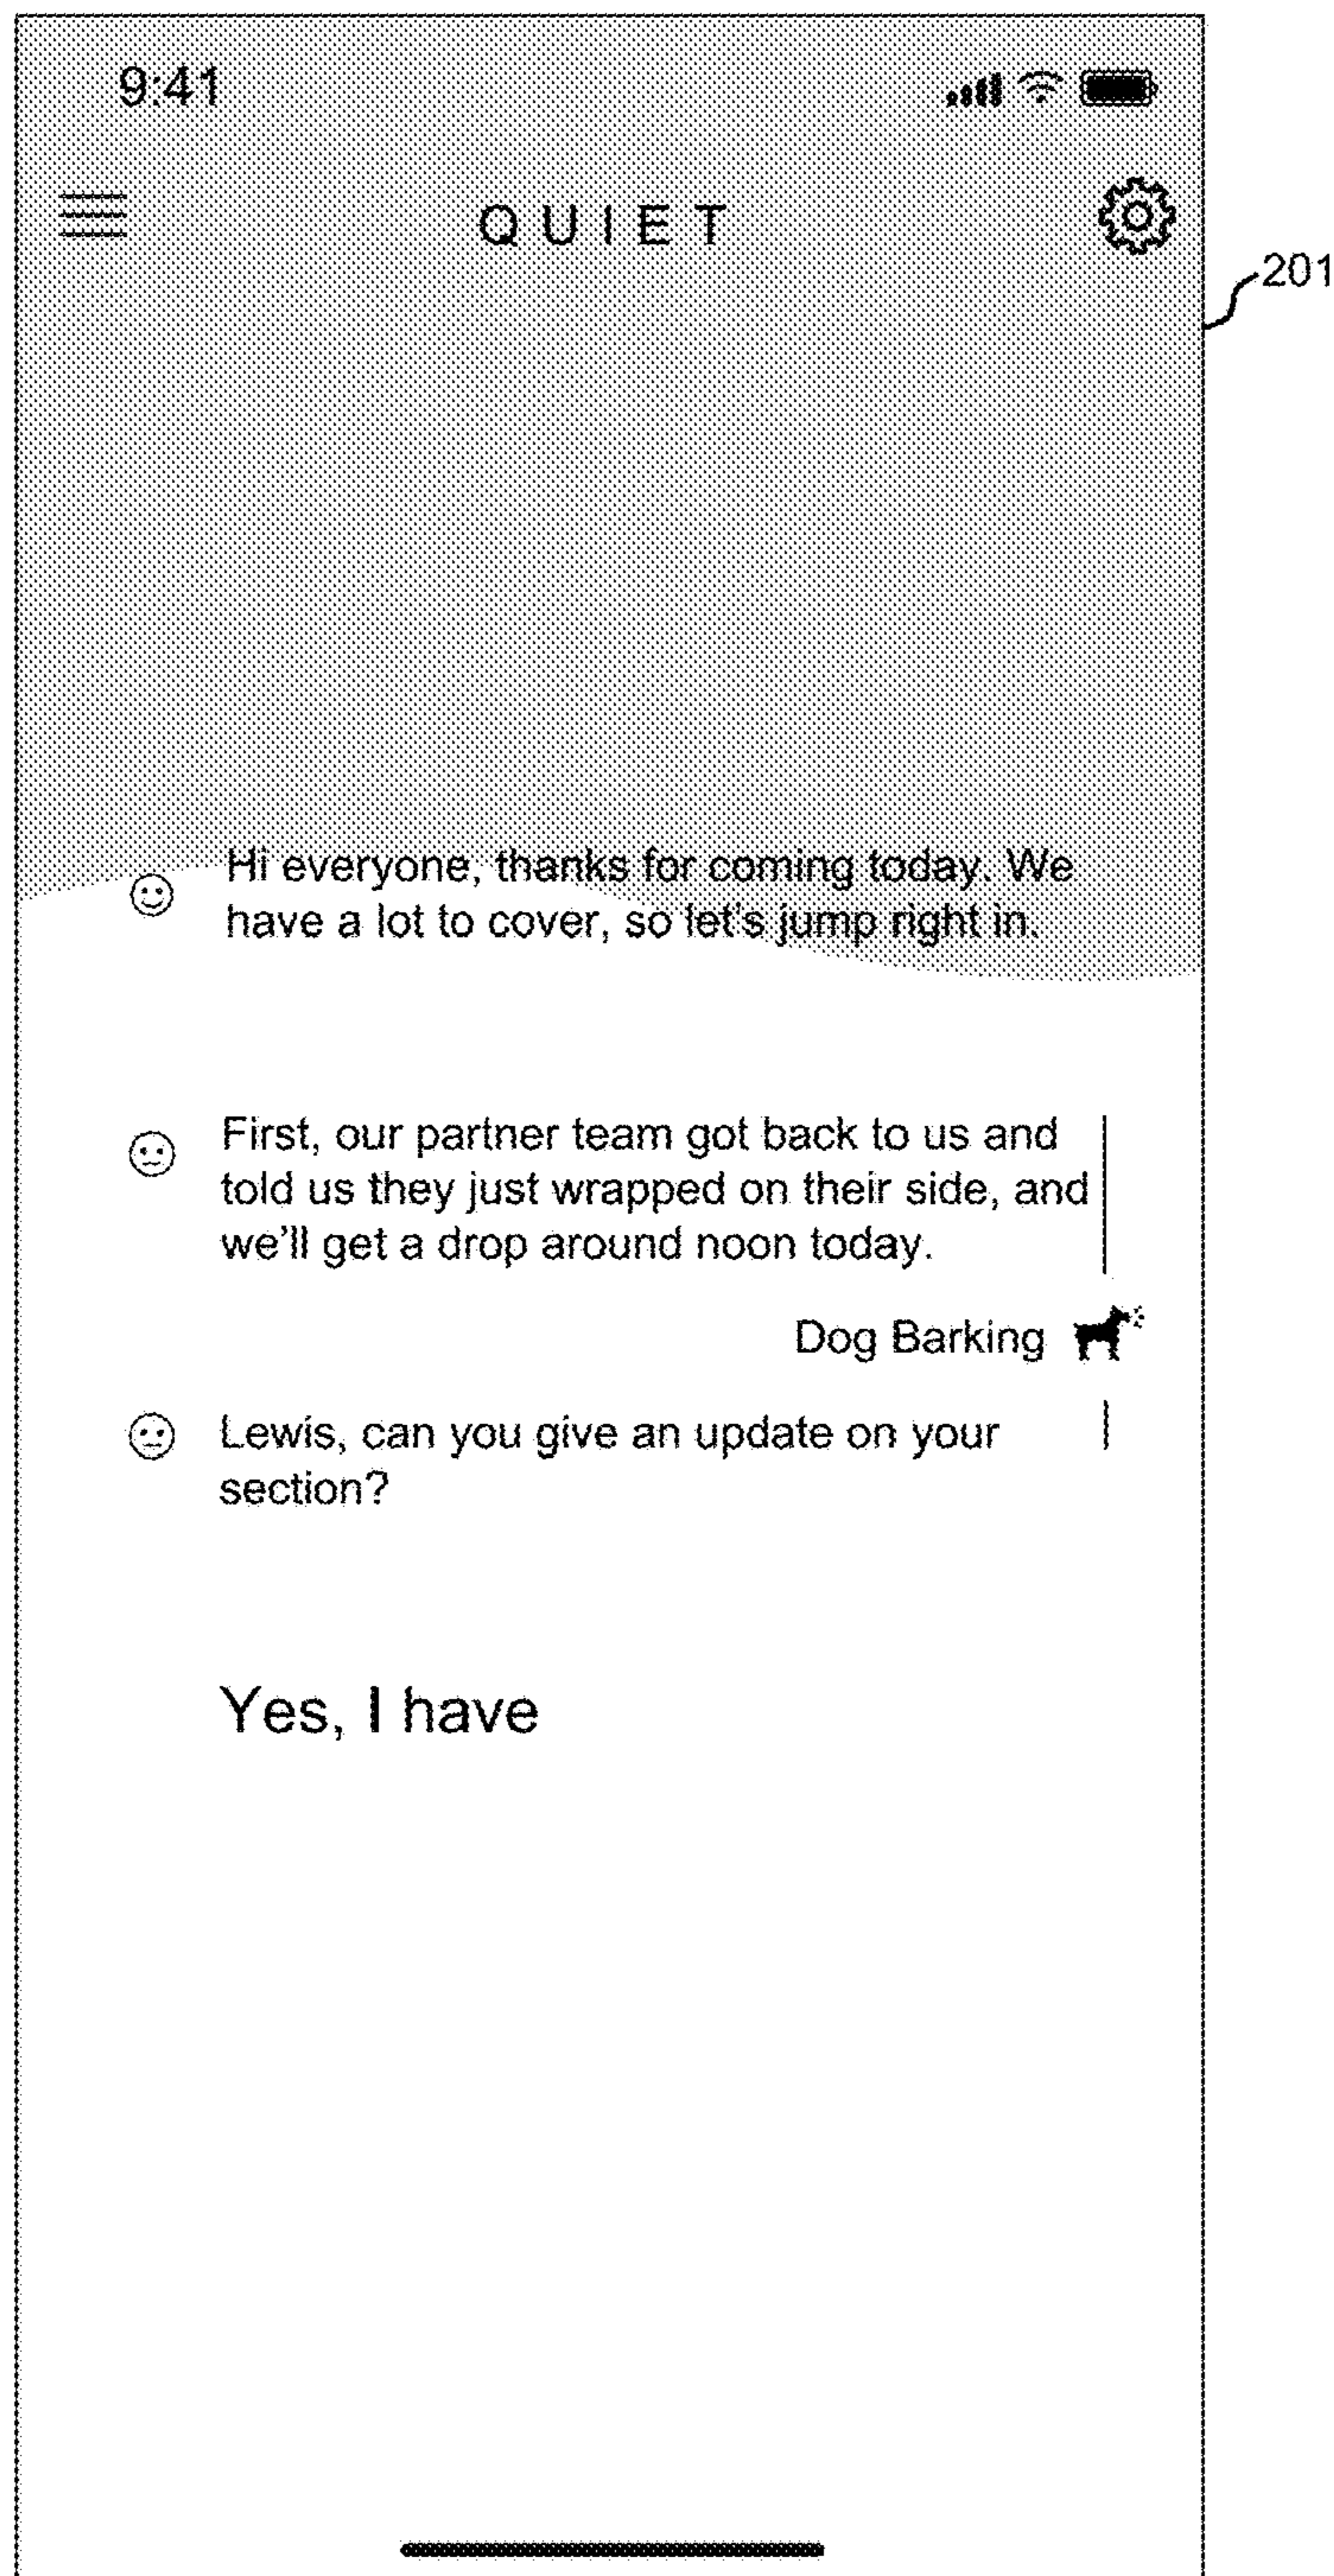 9:41
QUIET
201
Hi everyone, thanks for coming today. We
have a lot to cover, so let's jump right in.
First, our partner team got back to us and
told us they just wrapped on their side, and
we'll get a drop around noon today.
Dog Barking
Lewis, can you give an update on your
section?
Yes, I have